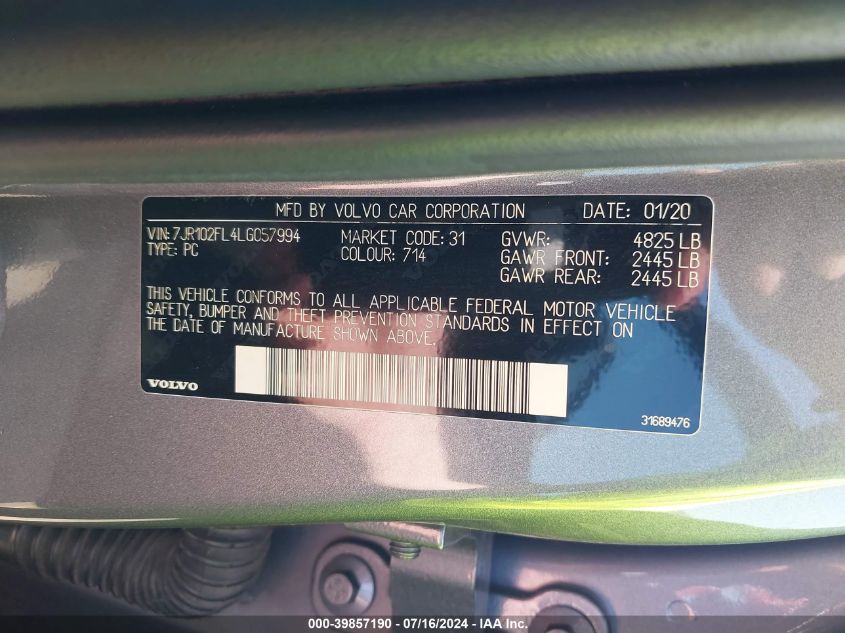 MFD BY VOLVO CAR CORPORATION DATE: 01/20
VIN: 7JR102FL4LG057994 MARKET CODE: 31 GVWR: 4825 LB
TYPE: PC COLOUR: 714 GAWR FRONT: 2445 LB
GAWR REAR: 2445 LB
THIS VEHICLE CONFORMS TO ALL APPLICABLE FEDERAL MOTOR VEHICLE
SAFETY, BUMPER AND THEFT PREVENTION STANDARDS IN EFFECT ON
THE DATE OF MANUFACTURE SHOWN ABOVE.
VOLVO
31689476
000-39857190 - 07/16/2024 - IAA Inc.